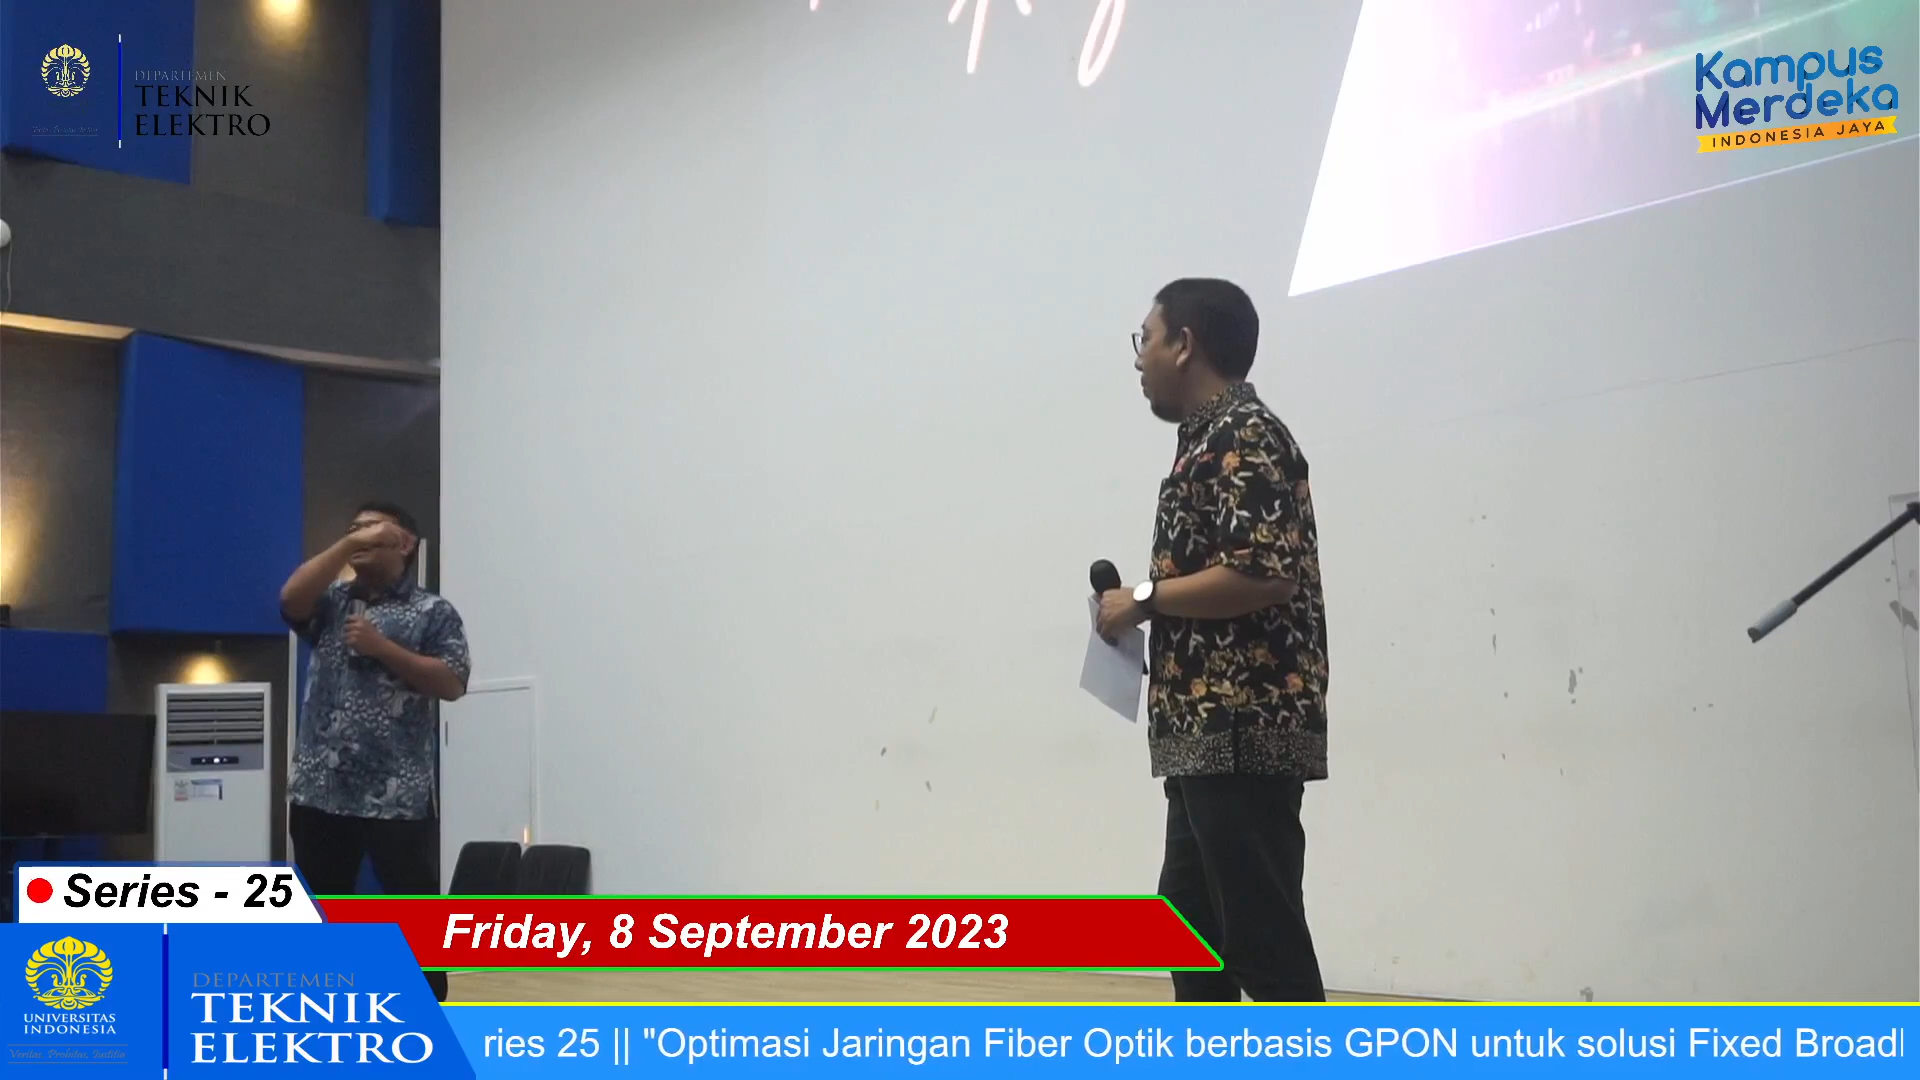 DEPARTEMEN
TEKNIK
ELEKTRO
Kampus
Merdeka
INDONESIA JAYA
Series - 25
Friday, 8 September 2023
UNIVERSITAS
INDONESIA
Veritas, Probitas, Iustitia
DEPARTEMEN
TEKNIK
ELEKTRO
ries 25 || "Optimasi Jaringan Fiber Optik berbasis GPON untuk solusi Fixed Broad